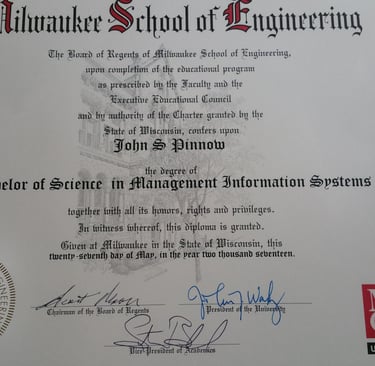 Milwaukee School of Engineering
The Board of Regents of Milwaukee School of Engineering,
upon completion of the educational program
as prescribed by the Faculty and the
Executive Educational Council
and by authority of the Charter granted by the
State of Wisconsin, confers upon
John S Pinnow
the degree of
helor of Science in Management Information Systems
together with all its honors, rights and privileges.
In witness whereof, this diploma is granted.
Given at Milwaukee in the State of Wisconsin, this
twenty-seventh day of May, in the year two thousand seventeen.
Chairman of the Board of Regents
President of the University
Vice-President of Academics